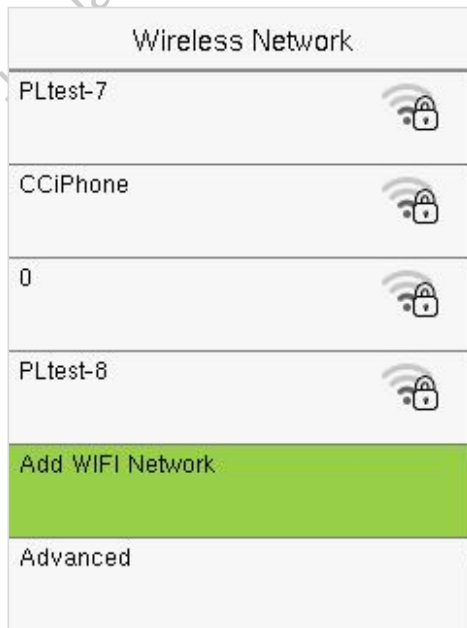 Wireless Network
PLtest-7
CCiPhone
0
PLtest-8
Add WIFI Network
Advanced